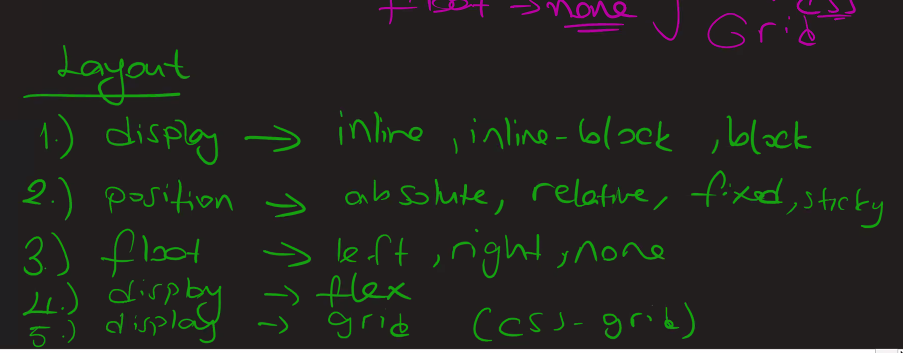 float → none (css)
Grid
Layout
1.) display → inline, inline-block, block
2.) position → absolute, relative, fixed, sticky
3.) float → left, right, none
4.) display → flex
5.) display → grid (css-grid)